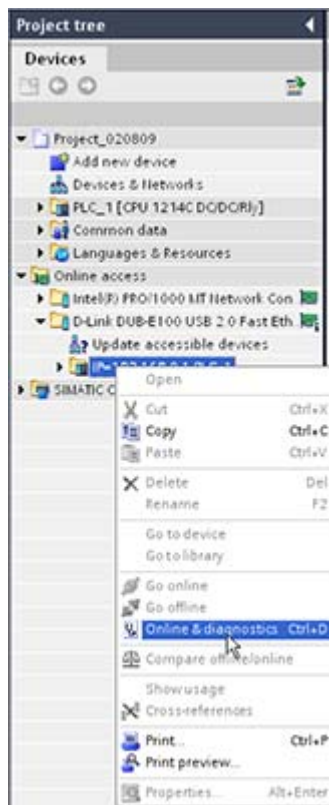 Project tree
Devices
Project_020809
Add new device
Devices & Networks
PLC_1 [CPU 1214C DC/DC/Rly]
Common data
Languages & Resources
Online access
Intel(R) PRO/1000 MT Network Con
D-Link DUB-E100 USB 2.0 Fast Eth
Update accessible devices
SIMATIC C
Open
Cut Ctrl+X
Copy Ctrl+C
Paste Ctrl+V
Delete Del
Rename F2
Go to device
Go to library
Go online
Go offline
Online & diagnostics Ctrl+D
Compare offline/online
Show usage
Cross-references
Print... Ctrl+P
Print preview...
Properties... Alt+Enter